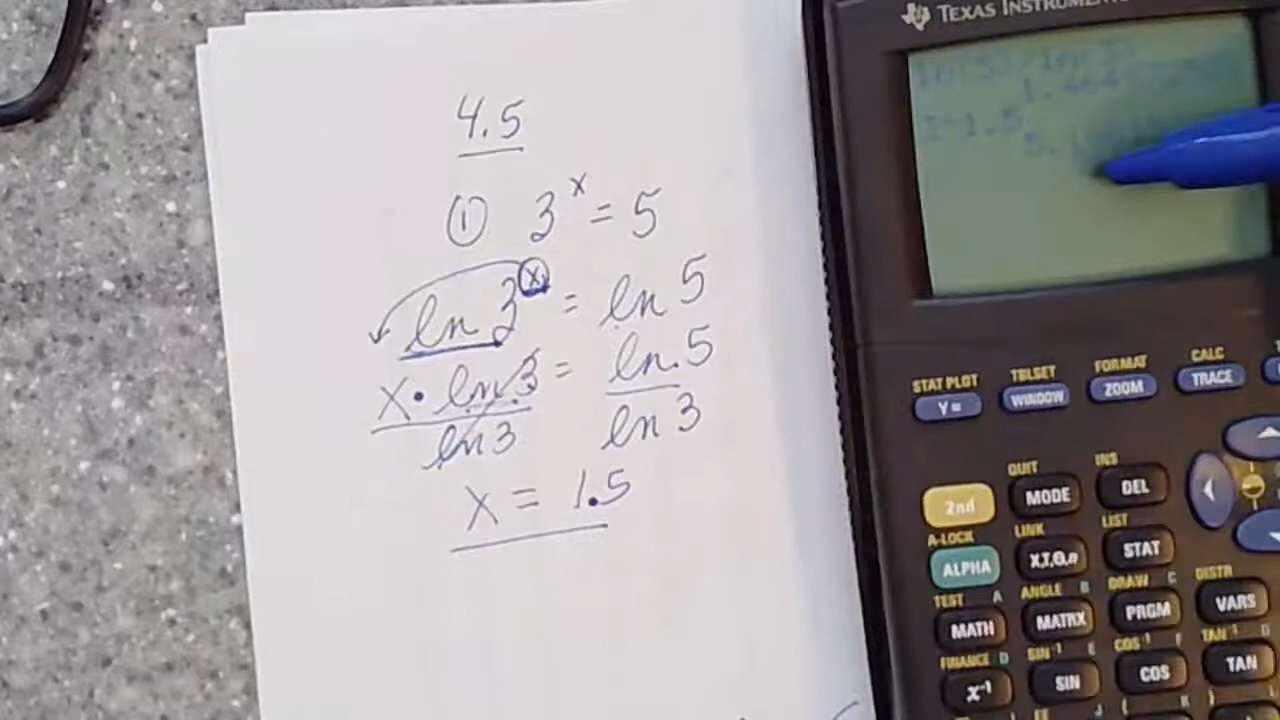 4.5
① 3^x = 5
ln 3^x = ln 5
x · ln 3 / ln 3 = ln 5 / ln 3
x = 1.5
TEXAS INSTRUMENTS
STAT PLOT TBLSET FORMAT CALC
Y= WINDOW ZOOM TRACE
QUIT INS
2nd MODE DEL
A-LOCK LINK LIST
ALPHA X,T,Θ,n STAT
TEST A ANGLE B DRAW C DISTR
MATH MATRX PRGM VARS
FINANCE D SIN⁻¹ E COS⁻¹ F TAN⁻¹ G
x⁻¹ SIN COS TAN